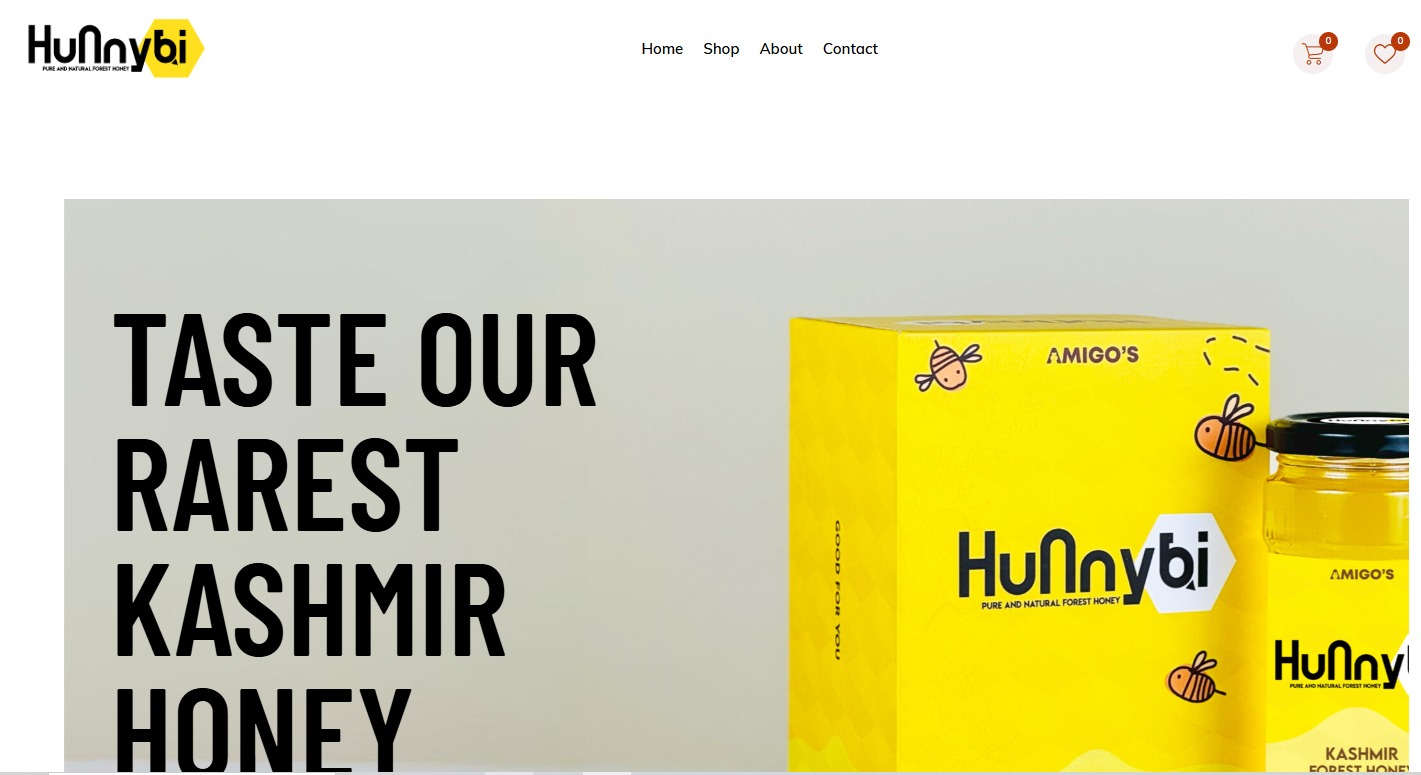 HuNnybi
PURE AND NATURAL FOREST HONEY
Home Shop About Contact
0 0
TASTE OUR
RAREST
KASHMIR
HONEY
AMIGO'S
GOOD FOR YOU
HuNnybi
PURE AND NATURAL FOREST HONEY
AMIGO'S
HuNny
PURE AND NATURAL FOREST HONEY
KASHMIR
FOREST HONEY